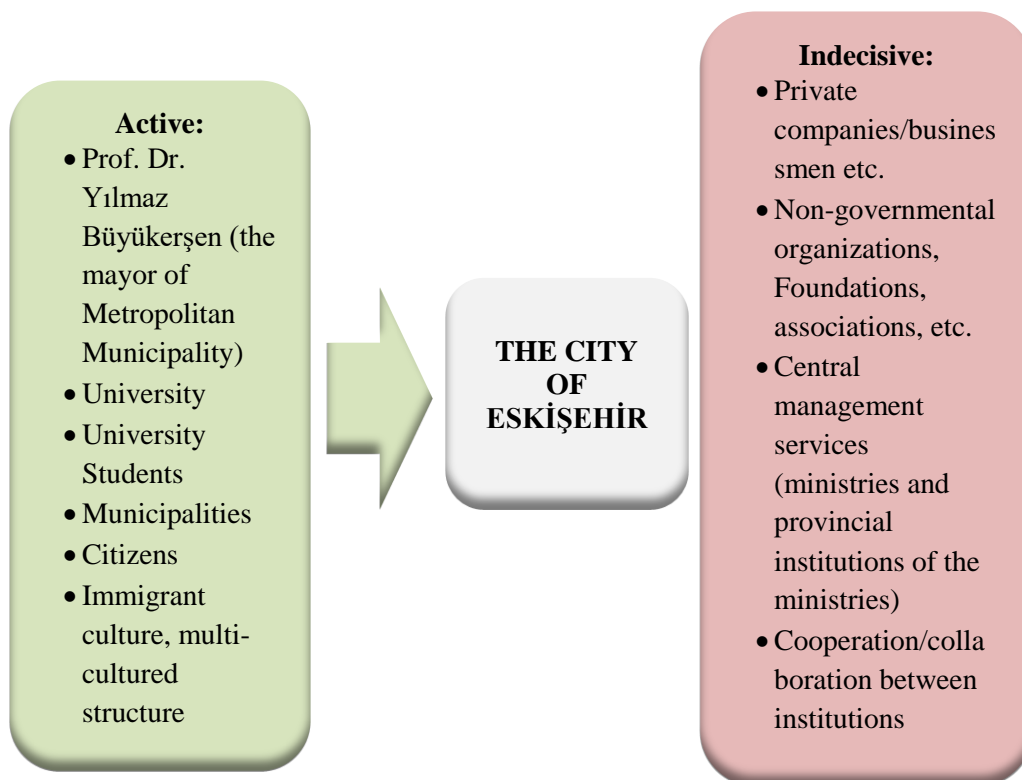 Active:
• Prof. Dr.
Yılmaz
Büyükerşen (the
mayor of
Metropolitan
Municipality)
• University
• University
Students
• Municipalities
• Citizens
• Immigrant
culture, multi-
cultured
structure
THE CITY
OF
ESKİŞEHİR
Indecisive:
• Private
companies/busines
smen etc.
• Non-governmental
organizations,
Foundations,
associations, etc.
• Central
management
services
(ministries and
provincial
institutions of the
ministries)
• Cooperation/colla
boration between
institutions